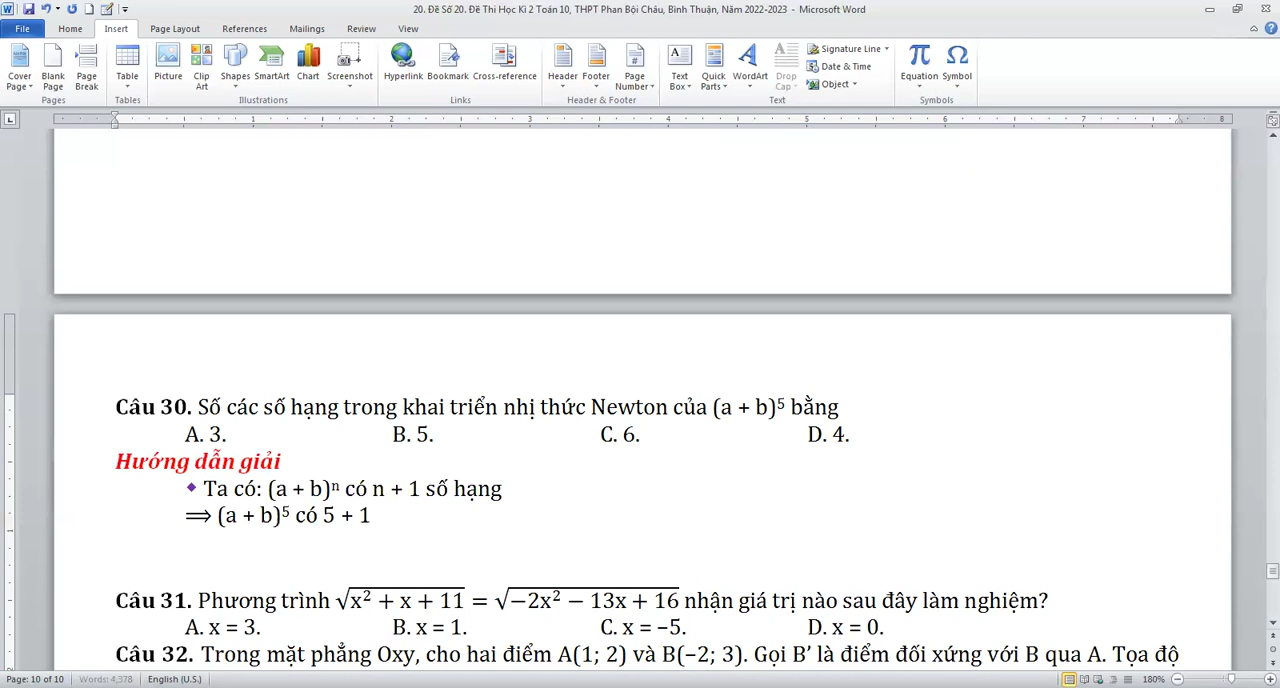 20. Đề Số 20. Đề Thi Học Kì 2 Toán 10, THPT Phan Bội Châu, Bình Thuận, Năm 2022-2023 - Microsoft Word
File Home Insert Page Layout References Mailings Review View
Cover Page Blank Page Page Break Table Picture Clip Art Shapes SmartArt Chart Screenshot Hyperlink Bookmark Cross-reference Header Footer Page Number Text Box Quick Parts WordArt Drop Cap Signature Line Date & Time Object Equation Symbol
Pages Tables Illustrations Links Header & Footer Text Symbols
1 2 3 4 5 6 7 8
Câu 30. Số các số hạng trong khai triển nhị thức Newton của (a + b)⁵ bằng
A. 3. B. 5. C. 6. D. 4.
Hướng dẫn giải
◆ Ta có: (a + b)ⁿ có n + 1 số hạng
⟹ (a + b)⁵ có 5 + 1
Câu 31. Phương trình √(x² + x + 11) = √(−2x² − 13x + 16) nhận giá trị nào sau đây làm nghiệm?
A. x = 3. B. x = 1. C. x = −5. D. x = 0.
Câu 32. Trong mặt phẳng Oxy, cho hai điểm A(1; 2) và B(−2; 3). Gọi B’ là điểm đối xứng với B qua A. Tọa độ
Page: 10 of 10 Words: 4,378 English (U.S.) 180%